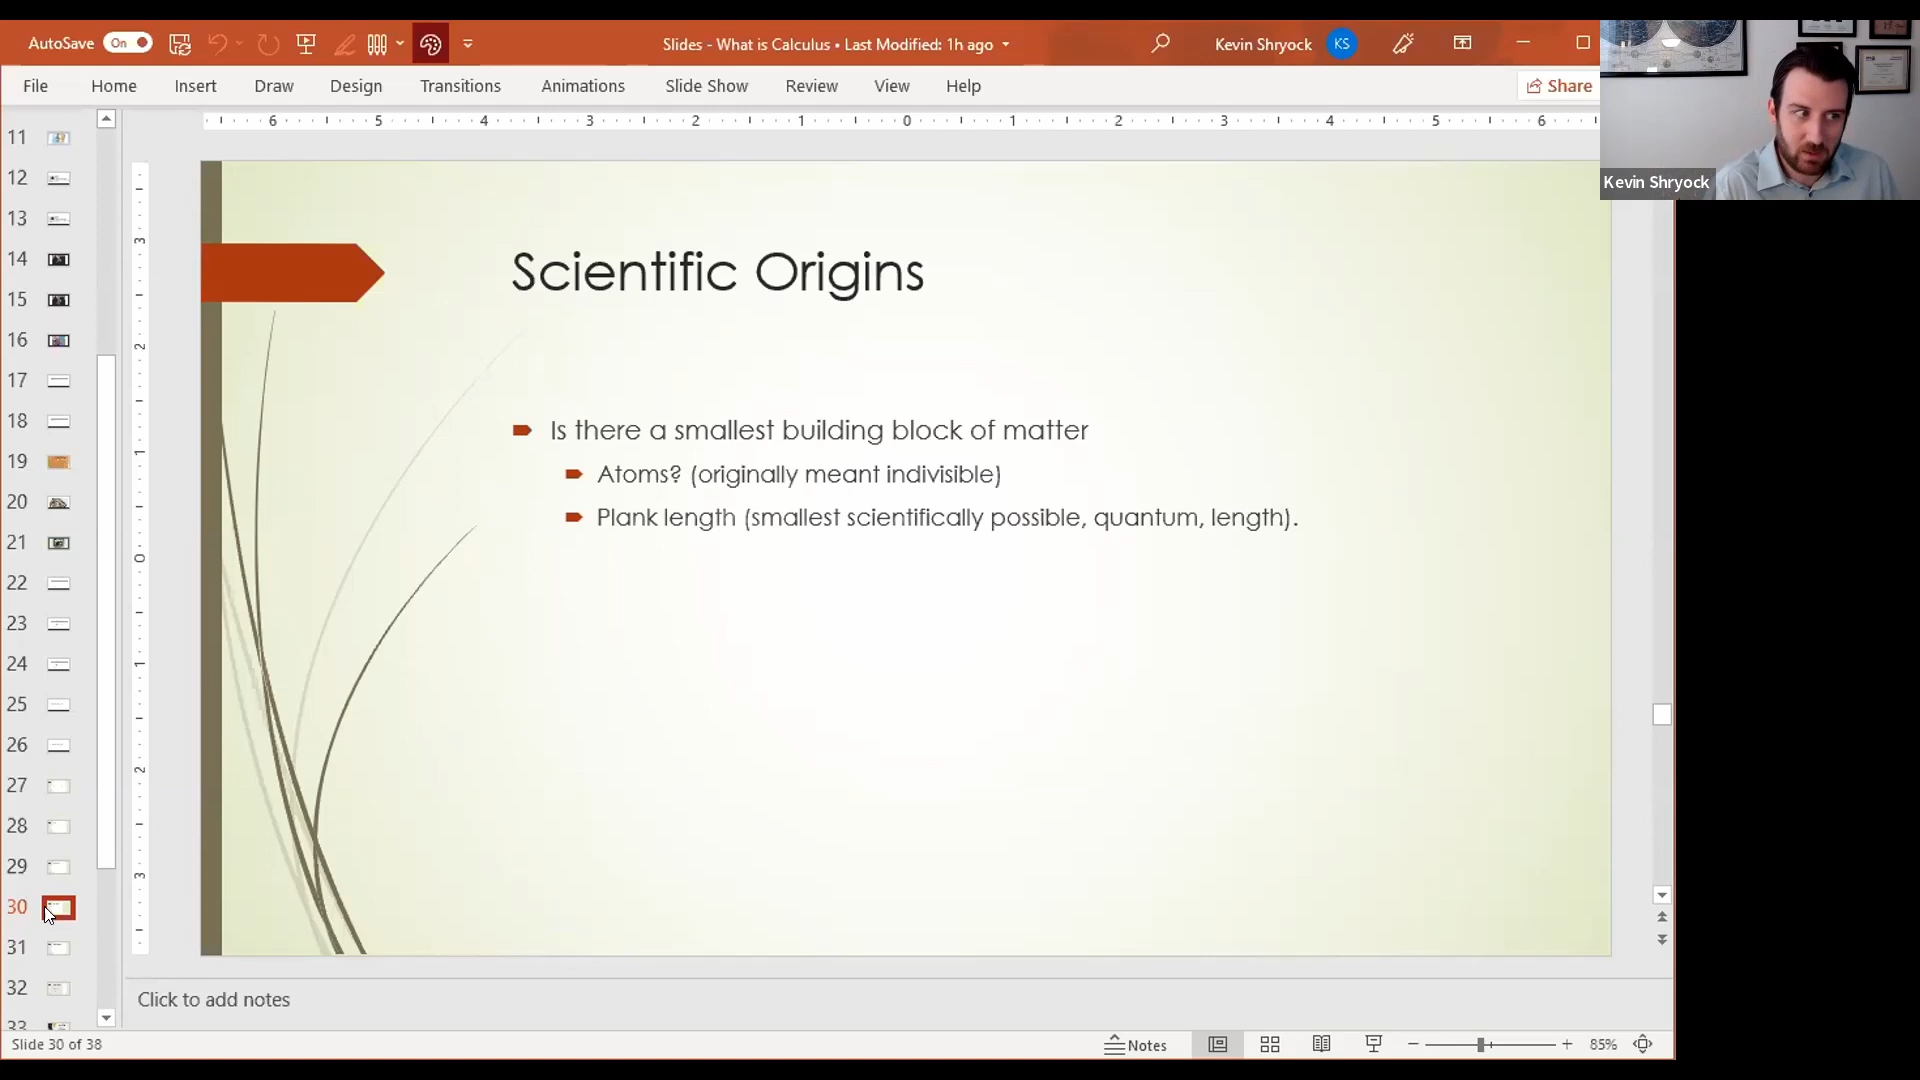 AutoSave On
Slides - What is Calculus • Last Modified: 1h ago
Kevin Shryock KS
File Home Insert Draw Design Transitions Animations Slide Show Review View Help
Share
Kevin Shryock
6 5 4 3 2 1 0 1 2 3 4 5 6
3
2
1
0
1
2
3
11
12
13
14
15
16
17
18
19
20
21
22
23
24
25
26
27
28
29
30
31
32
33
Scientific Origins
Is there a smallest building block of matter
Atoms? (originally meant indivisible)
Plank length (smallest scientifically possible, quantum, length).
Click to add notes
Slide 30 of 38
Notes
85%